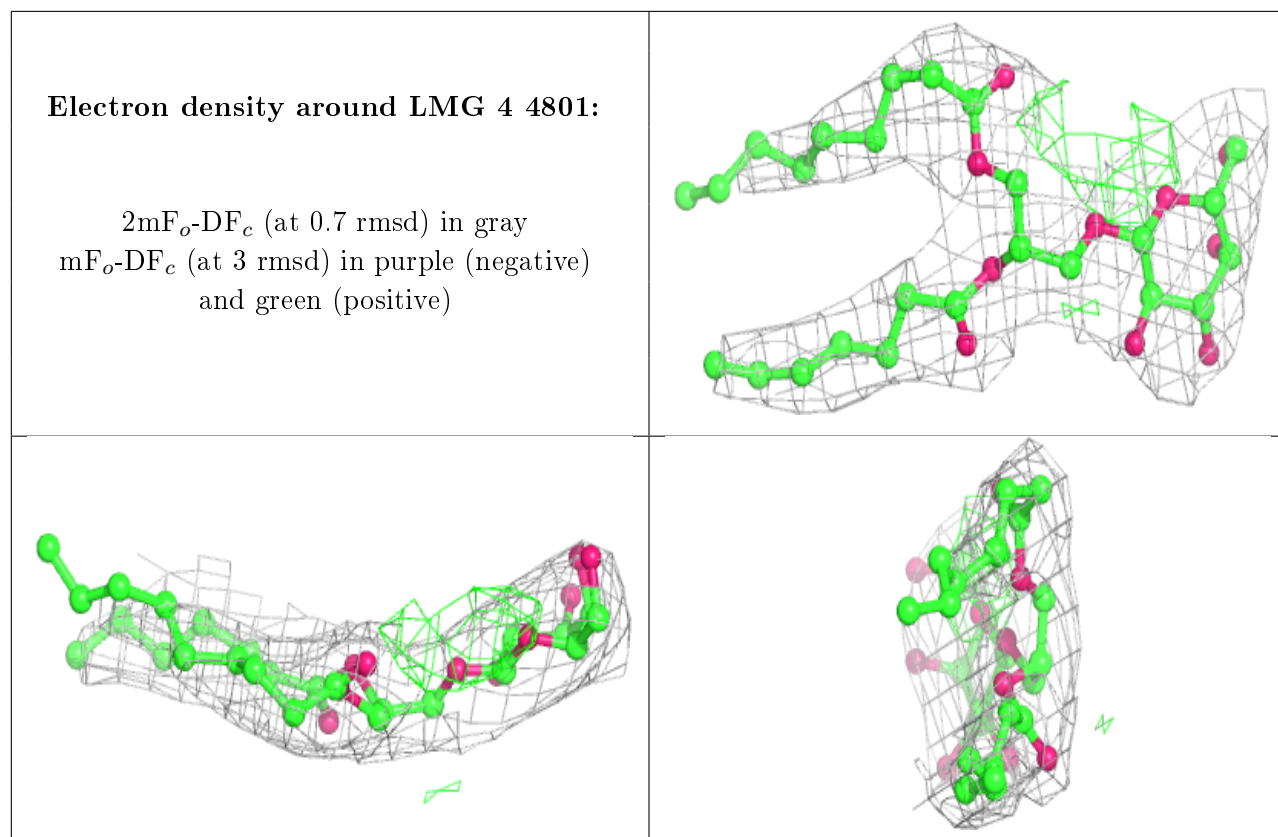 Electron density around LMG 4 4801:
2mFo-DFc (at 0.7 rmsd) in gray
mFo-DFc (at 3 rmsd) in purple (negative)
and green (positive)